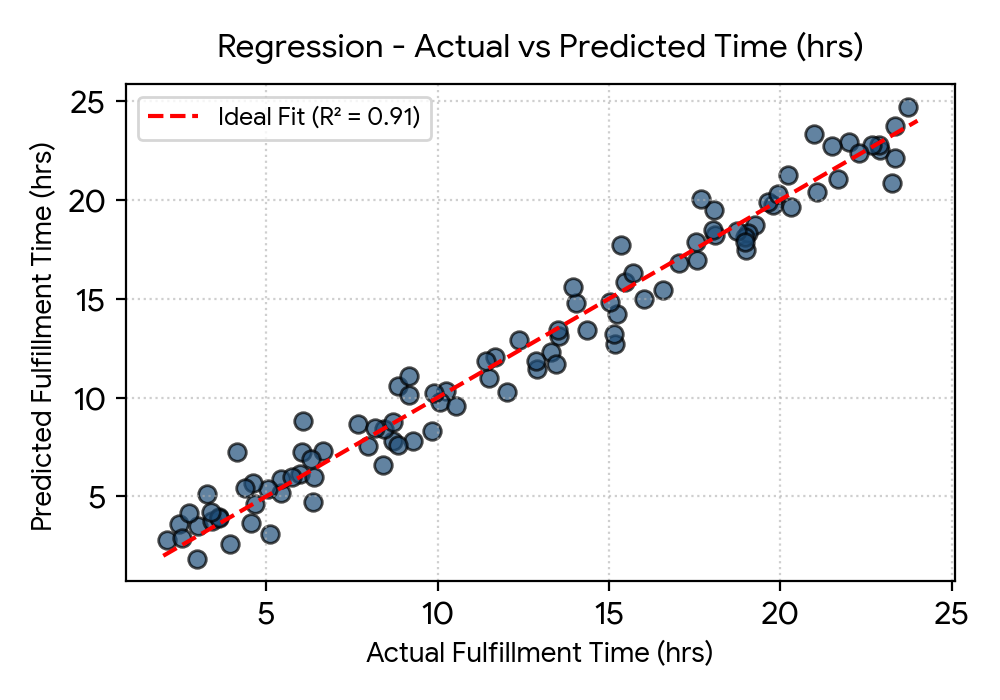 Regression - Actual vs Predicted Time (hrs)
Ideal Fit (R² = 0.91)
Predicted Fulfillment Time (hrs)
25
20
15
10
5
5 10 15 20 25
Actual Fulfillment Time (hrs)